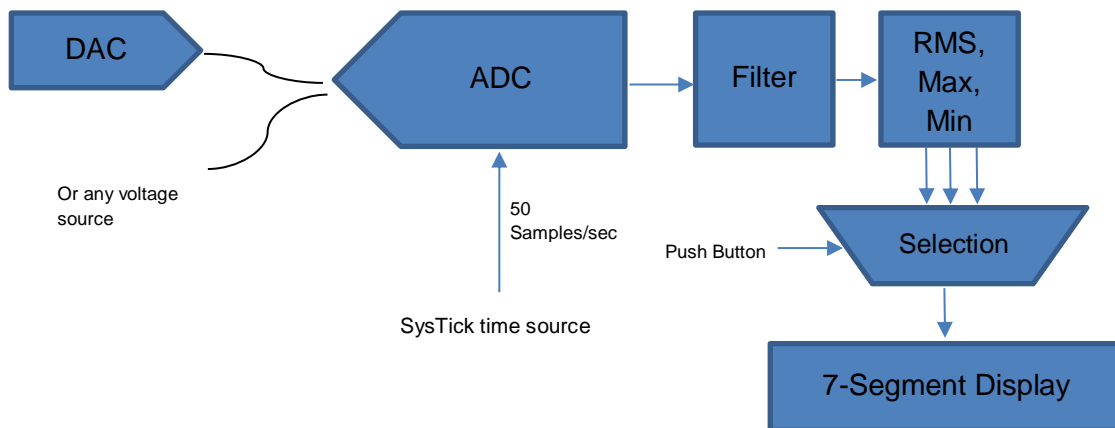 DAC
ADC
Filter
RMS,
Max,
Min
Or any voltage
source
50
Samples/sec
Push Button
Selection
SysTick time source
7-Segment Display